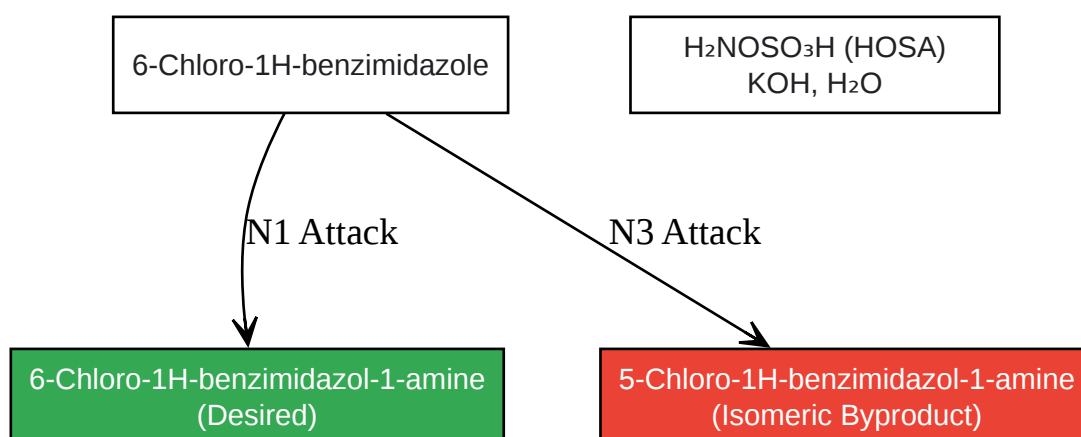 6-Chloro-1H-benzimidazole
H₂NOSO₃H (HOSA)
KOH, H₂O
N1 Attack
N3 Attack
6-Chloro-1H-benzimidazol-1-amine
(Desired)
5-Chloro-1H-benzimidazol-1-amine
(Isomeric Byproduct)